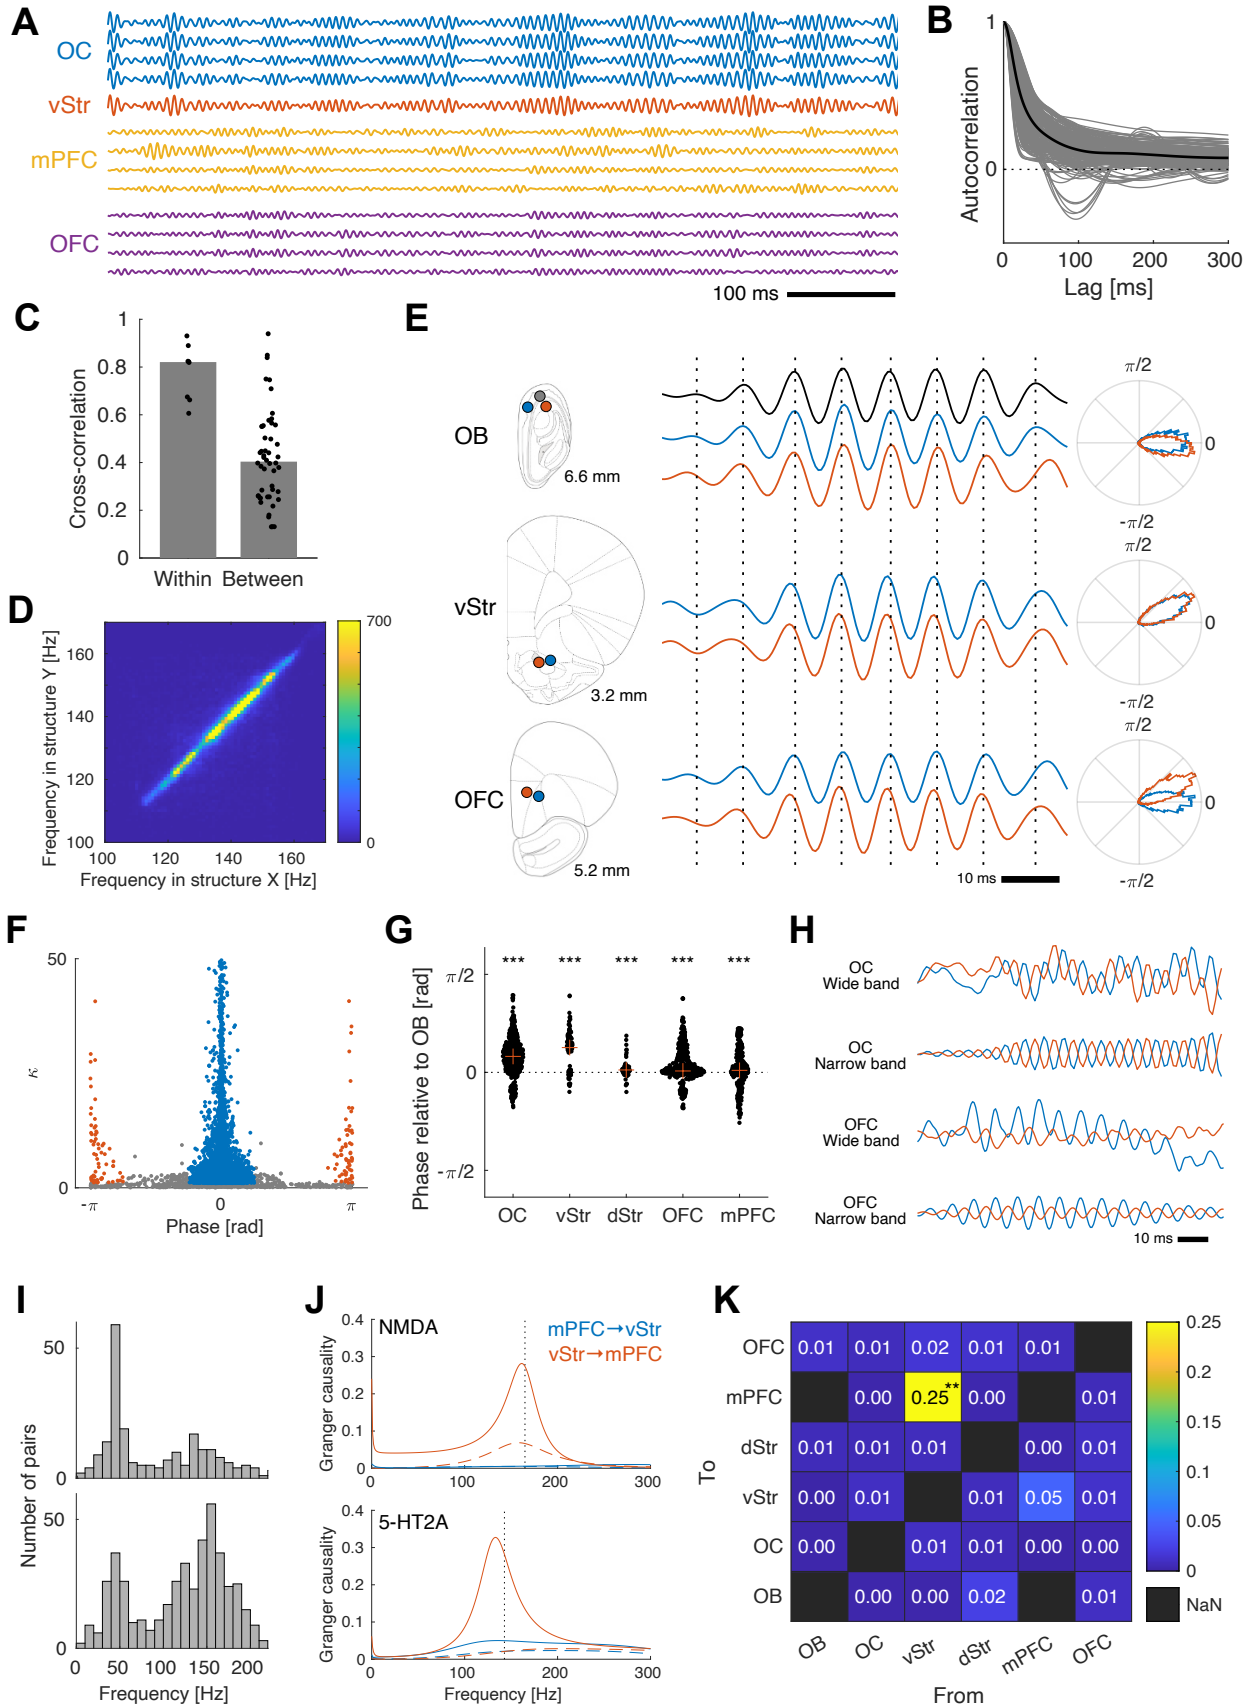 A
OC
vStr
mPFC
OFC
100 ms
B
1
0
Autocorrelation
0 100 200 300
Lag [ms]
C
1
0.8
0.6
0.4
0.2
0
Cross-correlation
Within Between
D
700
0
160
140
120
100
Frequency in structure Y [Hz]
100 120 140 160
Frequency in structure X [Hz]
E
OB
6.6 mm
π/2
0
-π/2
vStr
3.2 mm
π/2
0
-π/2
OFC
5.2 mm
π/2
0
-π/2
10 ms
F
50
κ
0
-π 0 π
Phase [rad]
G
*** *** *** *** ***
π/2
0
-π/2
Phase relative to OB [rad]
OC vStr dStr OFC mPFC
H
OC
Wide band
OC
Narrow band
OFC
Wide band
OFC
Narrow band
10 ms
I
50
0
50
0
Number of pairs
0 50 100 150 200
Frequency [Hz]
J
0.4
0.3
0.2
0.1
0
Granger causality
NMDA
mPFC→vStr
vStr→mPFC
0 100 200 300
0.4
0.3
0.2
0.1
0
Granger causality
5-HT2A
0 100 200 300
Frequency [Hz]
K
To
OFC 0.01 0.01 0.02 0.01 0.01
mPFC 0.00 0.25** 0.00 0.01
dStr 0.01 0.01 0.01 0.00 0.01
vStr 0.00 0.01 0.01 0.05 0.01
OC 0.00 0.01 0.01 0.00 0.00
OB 0.00 0.00 0.02 0.01
OB OC vStr dStr mPFC OFC
From
0.25
0.2
0.15
0.1
0.05
0
NaN